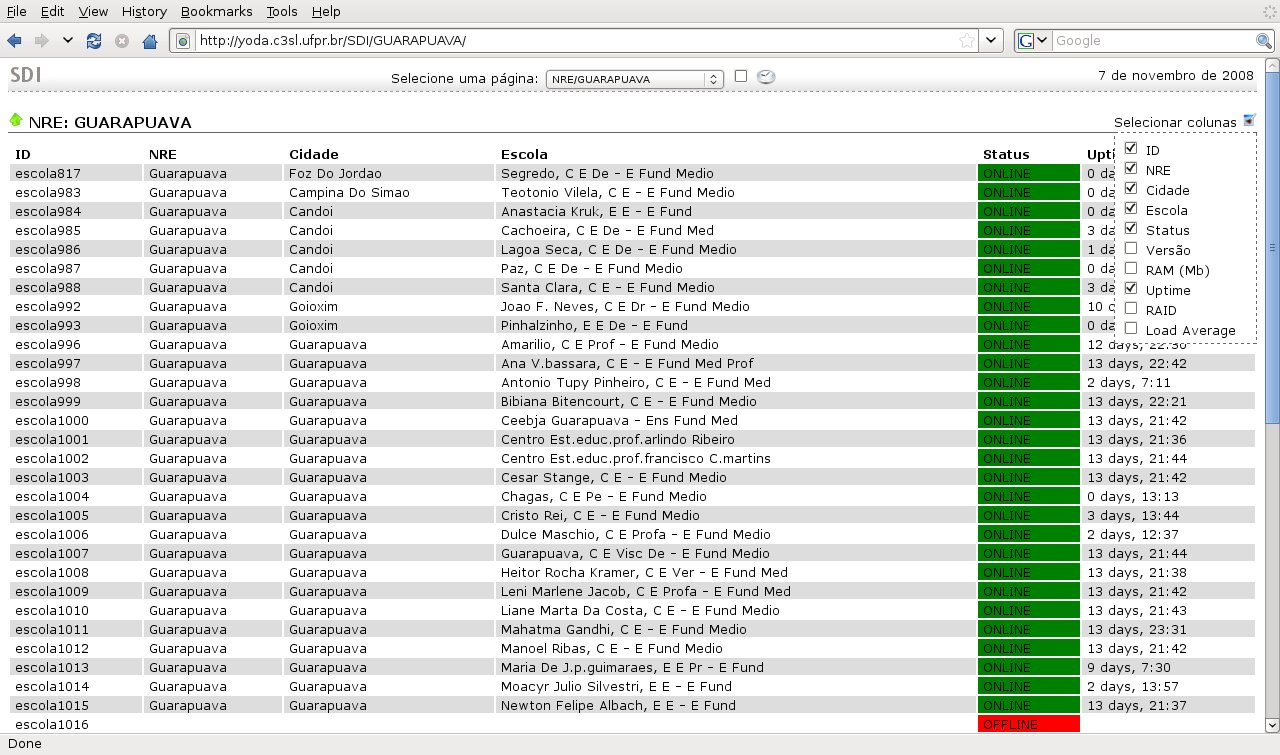 File Edit View History Bookmarks Tools Help
http://yoda.c3sl.ufpr.br/SDI/GUARAPUAVA/ G Google
SDI Selecione uma página: NRE/GUARAPUAVA 7 de novembro de 2008
NRE: GUARAPUAVA Selecionar colunas
ID NRE Cidade Escola Status
escola817 Guarapuava Foz Do Jordao Segredo, C E De - E Fund Medio ONLINE 0
escola983 Guarapuava Campina Do Simao Teotonio Vilela, C E - E Fund Medio ONLINE 0
escola984 Guarapuava Candoi Anastacia Kruk, E E - E Fund ONLINE 0
escola985 Guarapuava Candoi Cachoeira, C E De - E Fund Med ONLINE 3
escola986 Guarapuava Candoi Lagoa Seca, C E De - E Fund Medio ONLINE 1
escola987 Guarapuava Candoi Paz, C E De - E Fund Medio ONLINE 0
escola988 Guarapuava Candoi Santa Clara, C E - E Fund Medio ONLINE 3
escola992 Guarapuava Goioxim Joao F. Neves, C E Dr - E Fund Medio ONLINE 10
escola993 Guarapuava Goioxim Pinhalzinho, E E De - E Fund ONLINE 0
escola996 Guarapuava Guarapuava Amarilio, C E Prof - E Fund Medio ONLINE 12 days,
escola997 Guarapuava Guarapuava Ana V.bassara, C E - E Fund Med Prof ONLINE 13 days, 22:42
escola998 Guarapuava Guarapuava Antonio Tupy Pinheiro, C E - E Fund Med ONLINE 2 days, 7:11
escola999 Guarapuava Guarapuava Bibiana Bitencourt, C E - E Fund Medio ONLINE 13 days, 22:21
escola1000 Guarapuava Guarapuava Ceebja Guarapuava - Ens Fund Med ONLINE 13 days, 21:42
escola1001 Guarapuava Guarapuava Centro Est.educ.prof.arlindo Ribeiro ONLINE 13 days, 21:36
escola1002 Guarapuava Guarapuava Centro Est.educ.prof.francisco C.martins ONLINE 13 days, 21:44
escola1003 Guarapuava Guarapuava Cesar Stange, C E - E Fund Medio ONLINE 13 days, 21:42
escola1004 Guarapuava Guarapuava Chagas, C E Pe - E Fund Medio ONLINE 0 days, 13:13
escola1005 Guarapuava Guarapuava Cristo Rei, C E - E Fund Medio ONLINE 3 days, 13:44
escola1006 Guarapuava Guarapuava Dulce Maschio, C E Profa - E Fund Medio ONLINE 2 days, 12:37
escola1007 Guarapuava Guarapuava Guarapuava, C E Visc De - E Fund Medio ONLINE 13 days, 21:44
escola1008 Guarapuava Guarapuava Heitor Rocha Kramer, C E Ver - E Fund Med ONLINE 13 days, 21:38
escola1009 Guarapuava Guarapuava Leni Marlene Jacob, C E Profa - E Fund Med ONLINE 13 days, 21:42
escola1010 Guarapuava Guarapuava Liane Marta Da Costa, C E - E Fund Medio ONLINE 13 days, 21:43
escola1011 Guarapuava Guarapuava Mahatma Gandhi, C E - E Fund Medio ONLINE 13 days, 23:31
escola1012 Guarapuava Guarapuava Manoel Ribas, C E - E Fund Medio ONLINE 13 days, 21:42
escola1013 Guarapuava Guarapuava Maria De J.p.guimaraes, E E Pr - E Fund ONLINE 9 days, 7:30
escola1014 Guarapuava Guarapuava Moacyr Julio Silvestri, E E - E Fund ONLINE 2 days, 13:57
escola1015 Guarapuava Guarapuava Newton Felipe Albach, E E - E Fund ONLINE 13 days, 21:37
escola1016 OFFLINE
ID
NRE
Cidade
Escola
Status
Versão
RAM (Mb)
Uptime
RAID
Load Average
Done